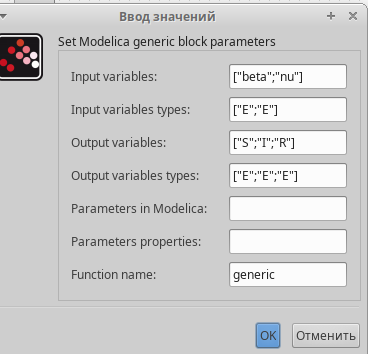 Ввод значений
Set Modelica generic block parameters
Input variables: ["beta";"nu"]
Input variables types: ["E";"E"]
Output variables: ["S";"I";"R"]
Output variables types: ["E";"E";"E"]
Parameters in Modelica:
Parameters properties:
Function name: generic
OK Отменить